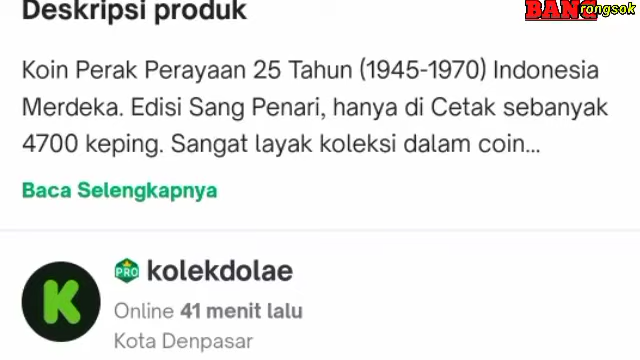 Deskripsi produk
BANG
rongsok
Koin Perak Perayaan 25 Tahun (1945-1970) Indonesia
Merdeka. Edisi Sang Penari, hanya di Cetak sebanyak
4700 keping. Sangat layak koleksi dalam coin...
Baca Selengkapnya
K
PRO kolekdolae
Online 41 menit lalu
Kota Denpasar